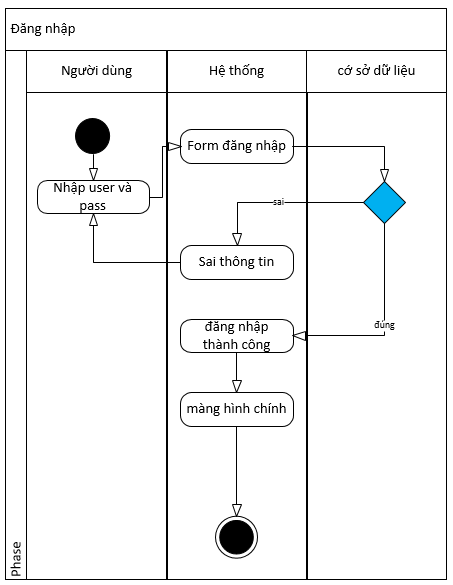 Đăng nhập
Người dùng
Hệ thống
cớ sở dữ liệu
Form đăng nhập
Nhập user và
pass
sai
Sai thông tin
đăng nhập
thành công
đúng
màng hình chính
Phase